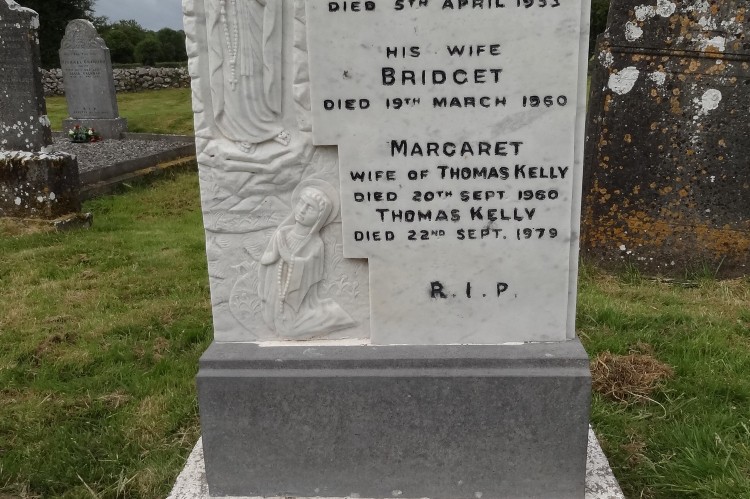 DIED 5TH APRIL 1953
HIS WIFE
BRIDGET
DIED 19TH MARCH 1960
MARGARET
WIFE OF THOMAS KELLY
DIED 20TH SEPT. 1960
THOMAS KELLY
DIED 22ND SEPT. 1979
R.I.P.